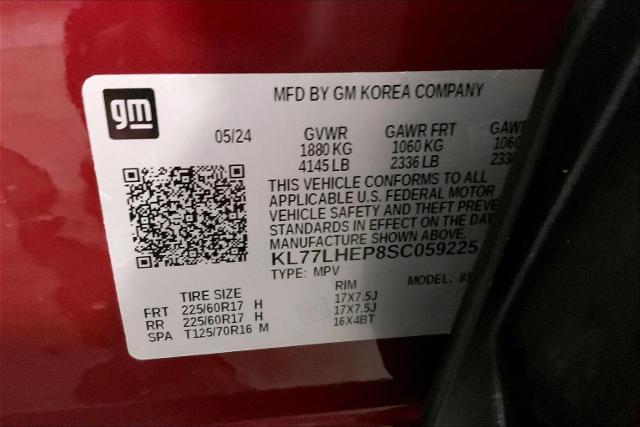 gm
MFD BY GM KOREA COMPANY
05/24 GVWR GAWR FRT GAWR
1880 KG 1060 KG 1060
4145 LB 2336 LB
THIS VEHICLE CONFORMS TO ALL
APPLICABLE U.S. FEDERAL MOTOR
VEHICLE SAFETY AND THEFT
STANDARDS IN EFFECT ON THE
MANUFACTURE SHOWN ABOVE.
KL77LHEP8SC059225
TYPE: MPV MODEL:
TIRE SIZE RIM
FRT 225/60R17 H 17X7.5J
RR 225/60R17 H 17X7.5J
SPA T125/70R16 M 16X4BT